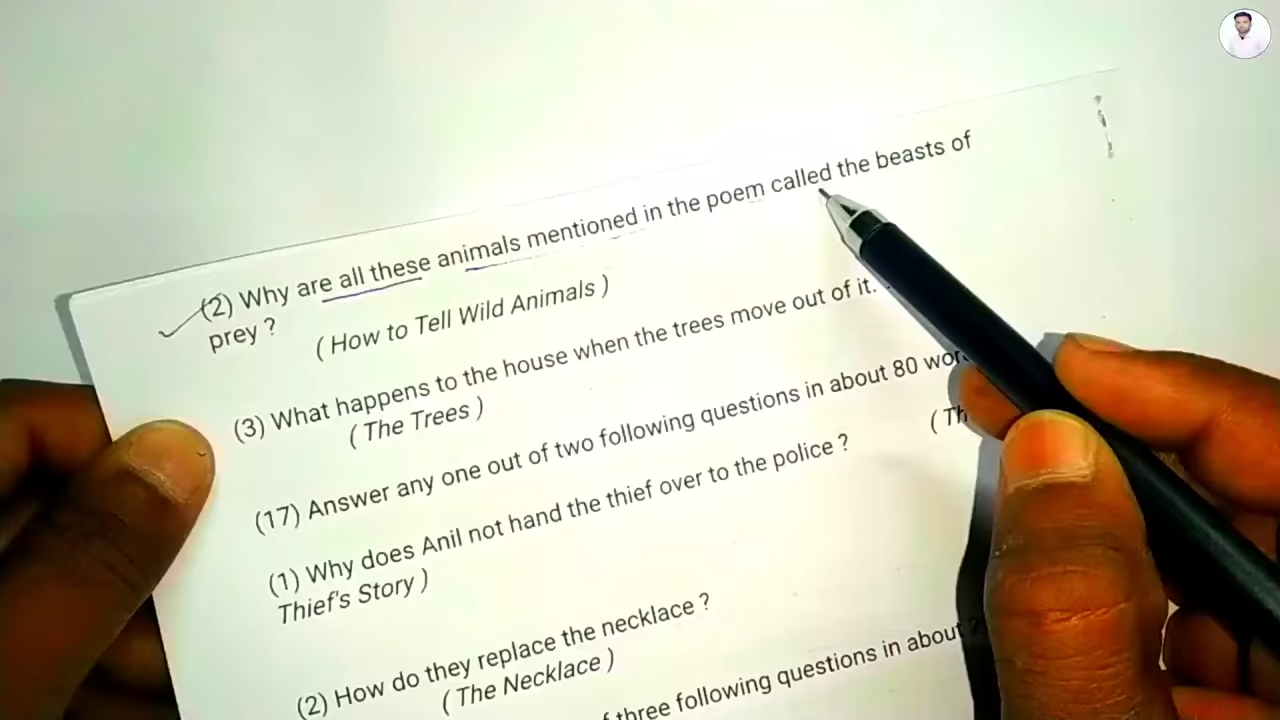 (2) Why are all these animals mentioned in the poem called the beasts of
prey ?
( How to Tell Wild Animals )
(3) What happens to the house when the trees move out of it.
( The Trees )
(17) Answer any one out of two following questions in about 80
(1) Why does Anil not hand the thief over to the police ?
Thief's Story )
(2) How do they replace the necklace ?
( The Necklace )
three following questions in about